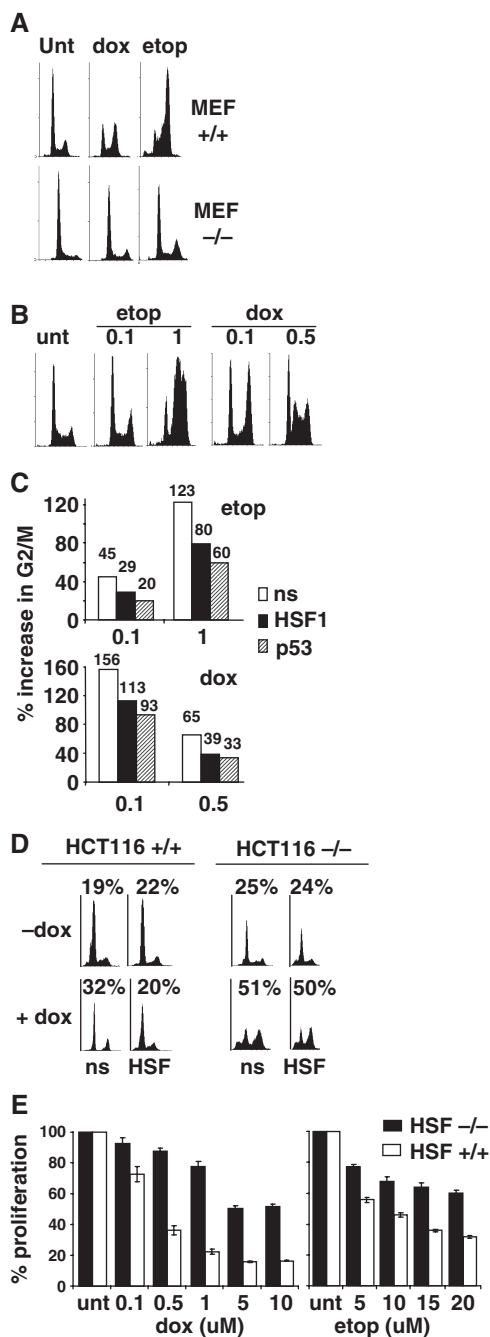 A
Unt dox etop
MEF
+/+
MEF
–/–
B
etop dox
unt 0.1 1 0.1 0.5
C
% increase in G2/M
120
80
40
0
123
etop
80
60
45
29
20
0.1 1
ns
HSF1
p53
160
120
80
40
0
156
dox
113
93
65
39
33
0.1 0.5
D
HCT116 +/+ HCT116 –/–
19% 22% 25% 24%
–dox
32% 20% 51% 50%
+ dox
ns HSF ns HSF
E
% proliferation
100
80
60
40
20
0
HSF –/–
HSF +/+
unt 0.1 0.5 1 5 10 unt 5 10 15 20
dox (uM) etop (uM)